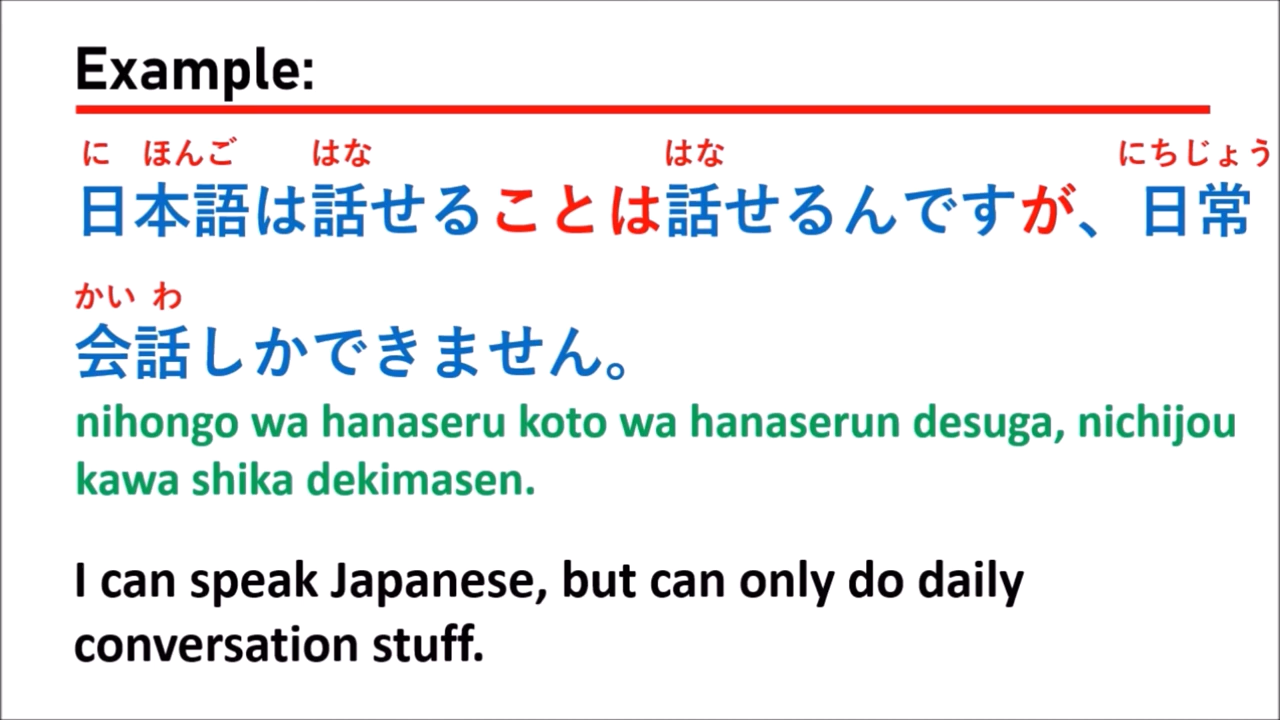 Example:
に ほんご はな はな にちじょう
日本語は話せることは話せるんですが、日常
かい わ
会話しかできません。
nihongo wa hanaseru koto wa hanaserun desuga, nichijou
kawa shika dekimasen.
I can speak Japanese, but can only do daily
conversation stuff.